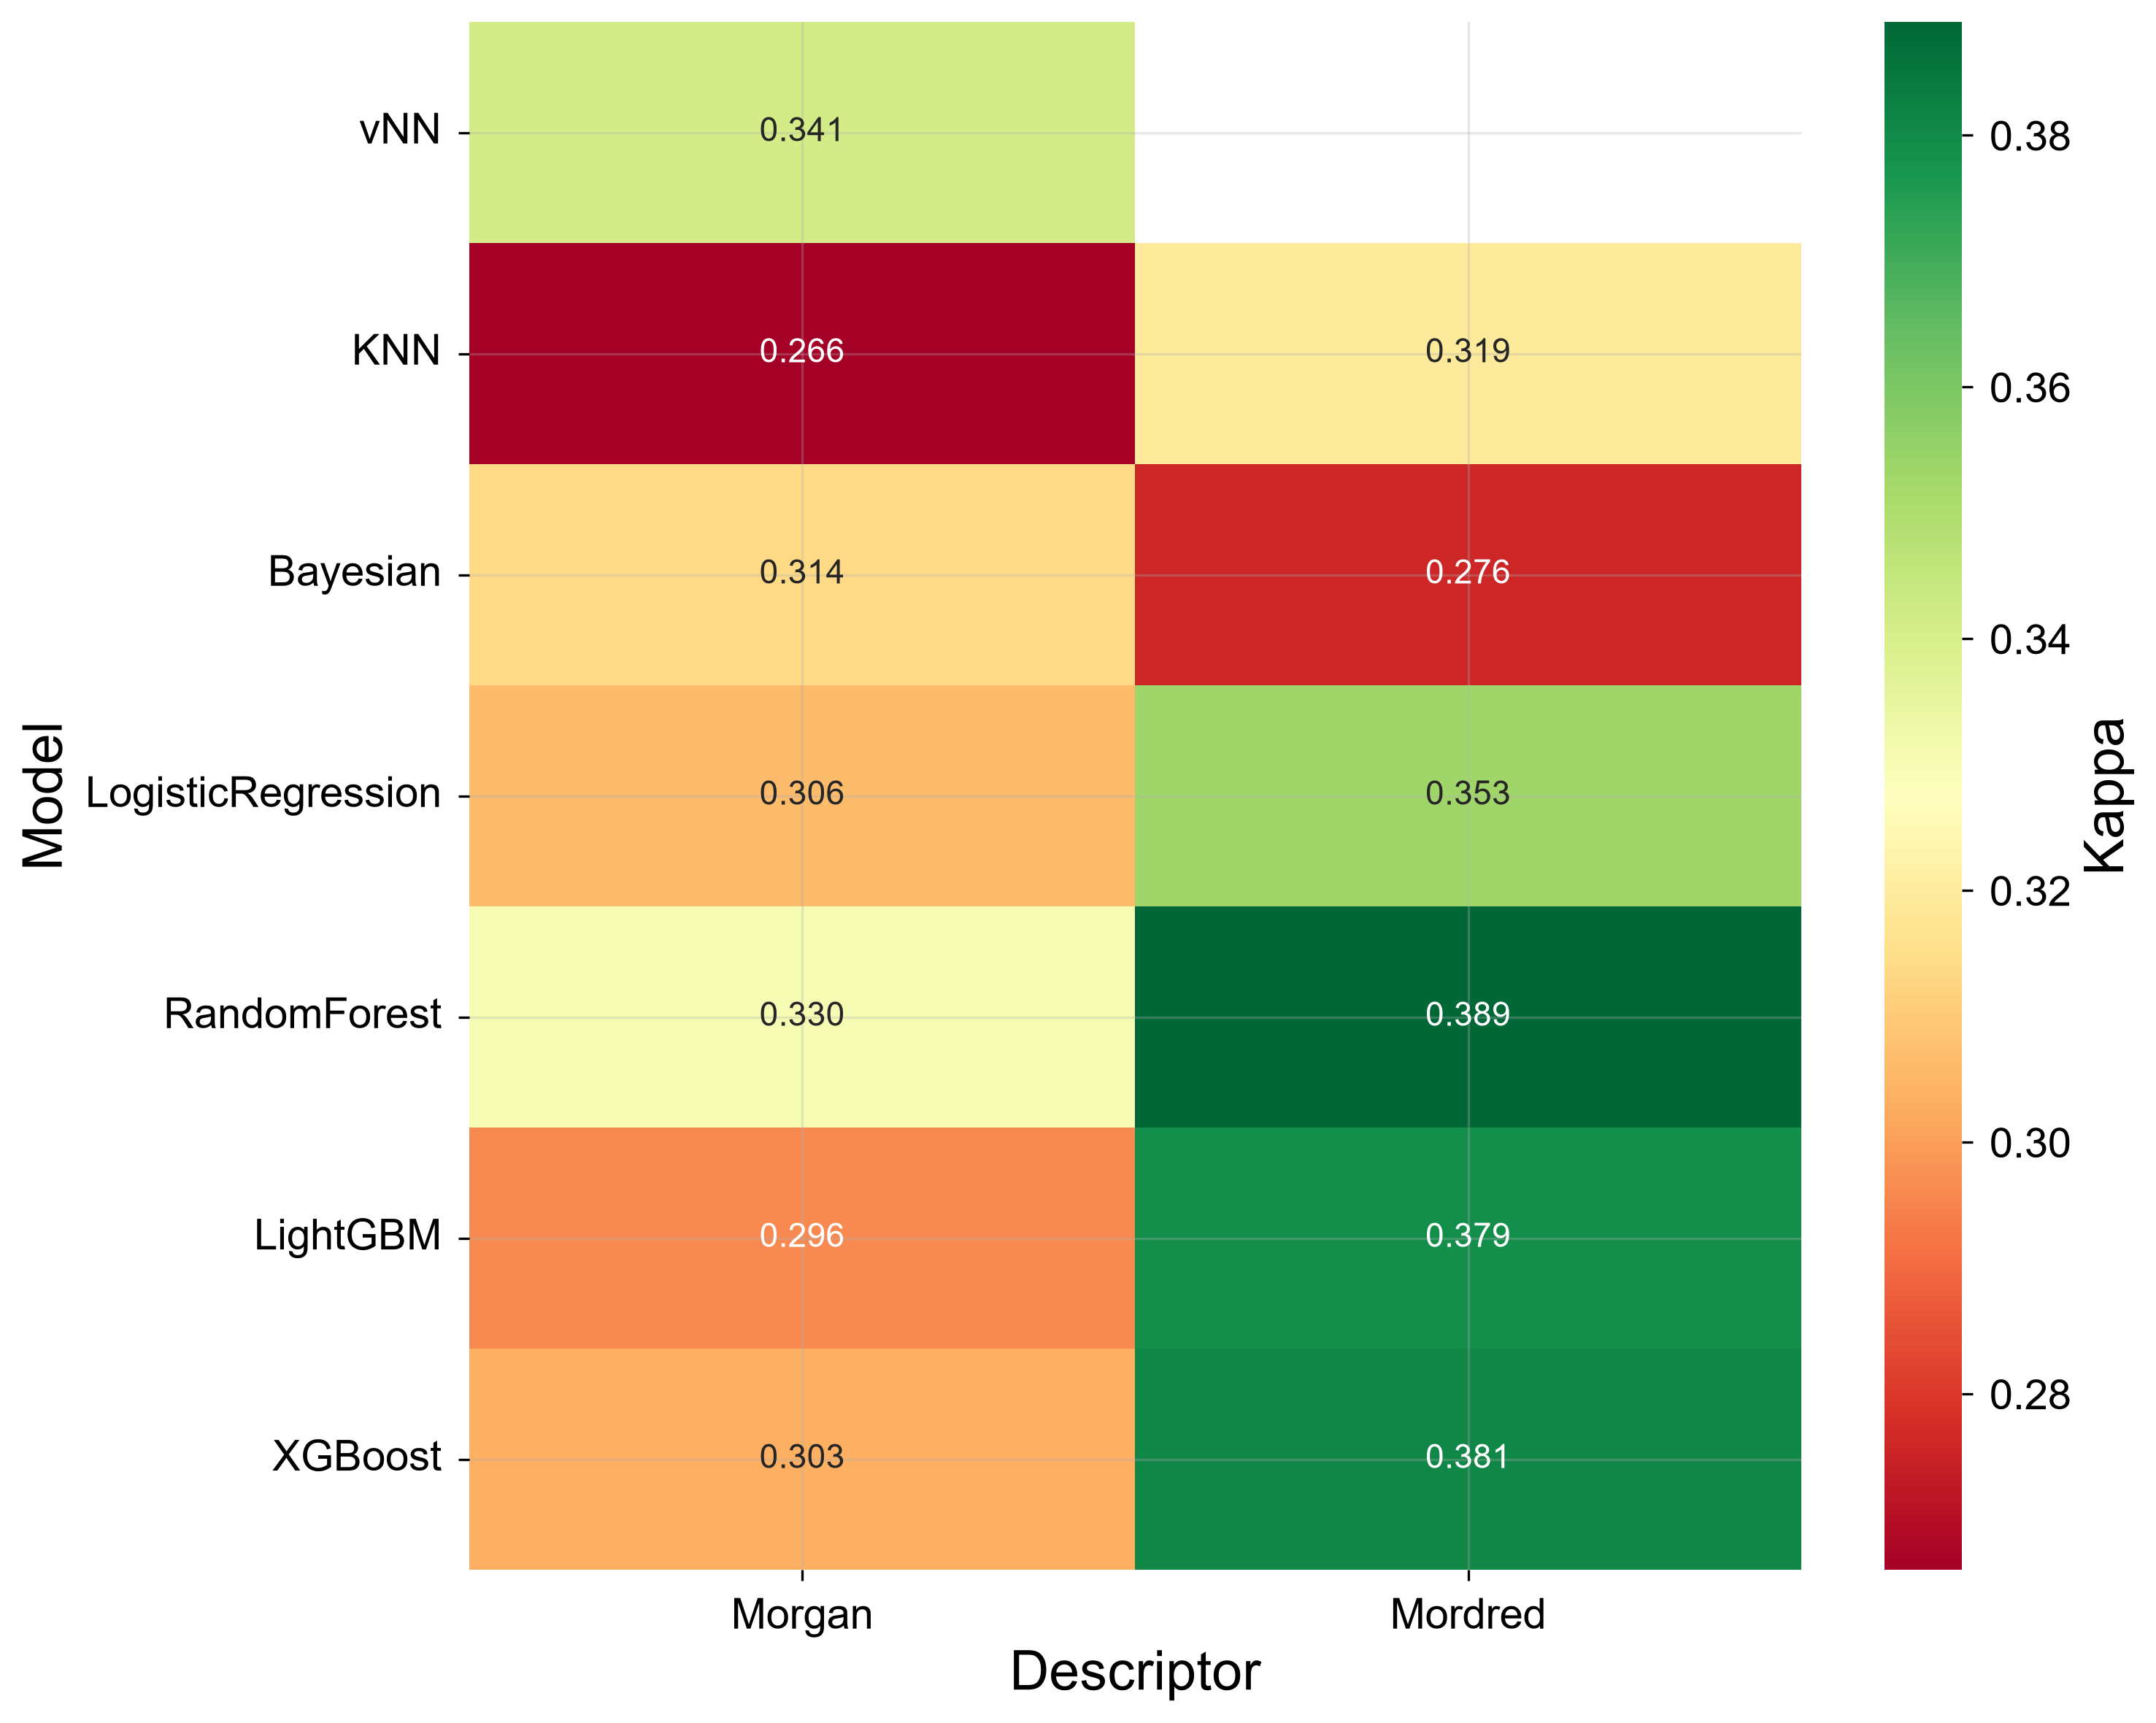 vNN 0.341
KNN 0.266 0.319
Bayesian 0.314 0.276
LogisticRegression 0.306 0.353
RandomForest 0.330 0.389
LightGBM 0.296 0.379
XGBoost 0.303 0.381
Morgan Mordred
Descriptor
Model
0.38
0.36
0.34
0.32
0.30
0.28
Kappa